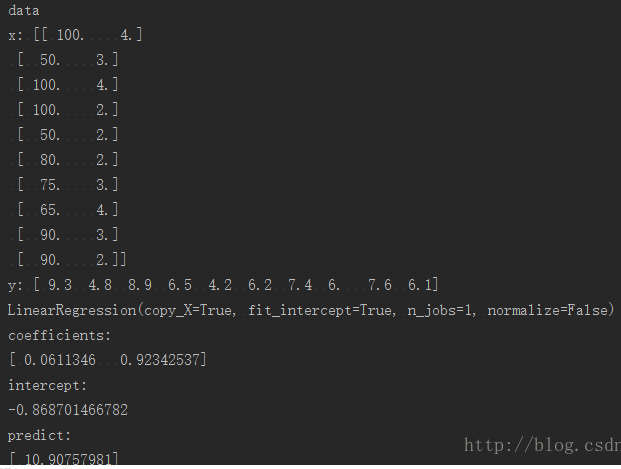 data
x: [[ 100. 4.]
[ 50. 3.]
[ 100. 4.]
[ 100. 2.]
[ 50. 2.]
[ 80. 2.]
[ 75. 3.]
[ 65. 4.]
[ 90. 3.]
[ 90. 2.]]
y: [ 9.3 4.8 8.9 6.5 4.2 6.2 7.4 6. 7.6 6.1]
LinearRegression(copy_X=True, fit_intercept=True, n_jobs=1, normalize=False)
coefficients:
[ 0.0611346 0.92342537]
intercept:
-0.868701466782
predict:
[ 10.90757981]
http://blog.csdn